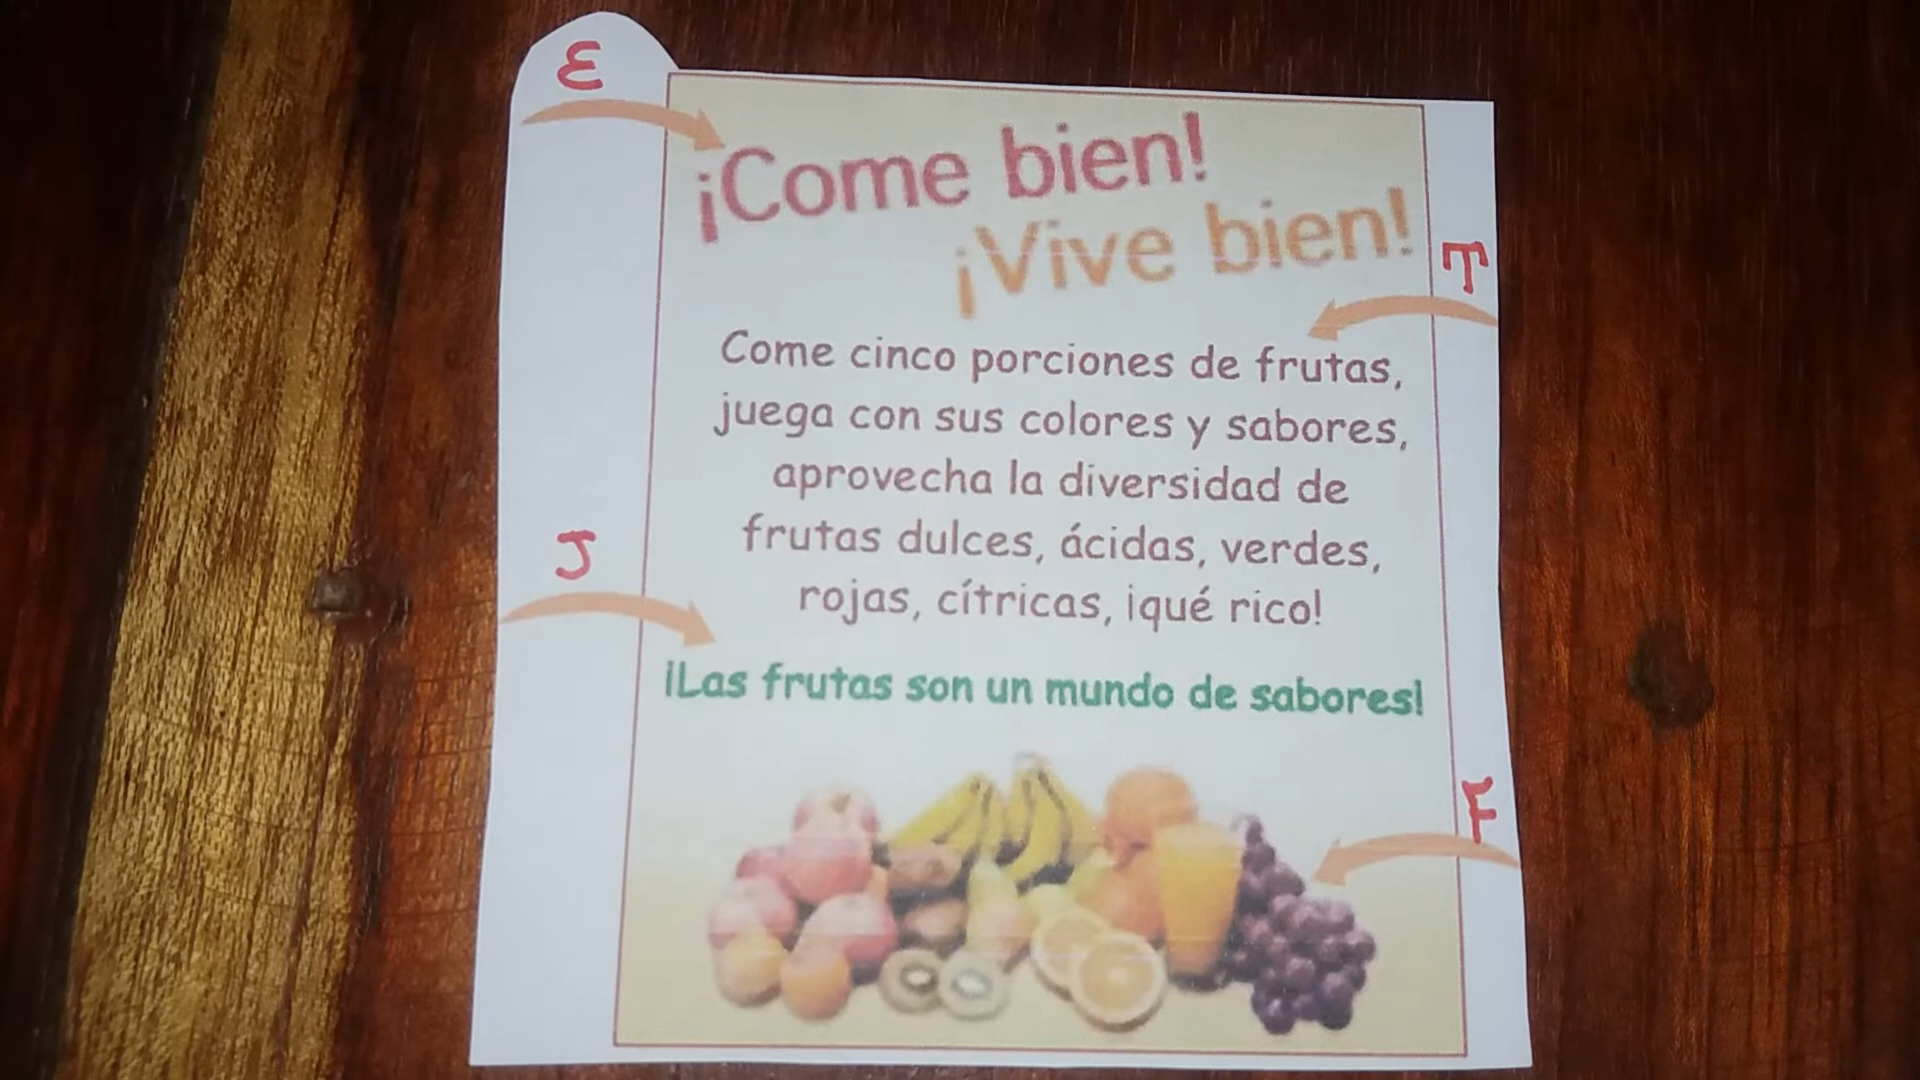 E
¡Come bien!
¡Vive bien!
T
Come cinco porciones de frutas,
juega con sus colores y sabores,
aprovecha la diversidad de
frutas dulces, ácidas, verdes,
J
rojas, cítricas, ¡qué rico!
¡Las frutas son un mundo de sabores!
F